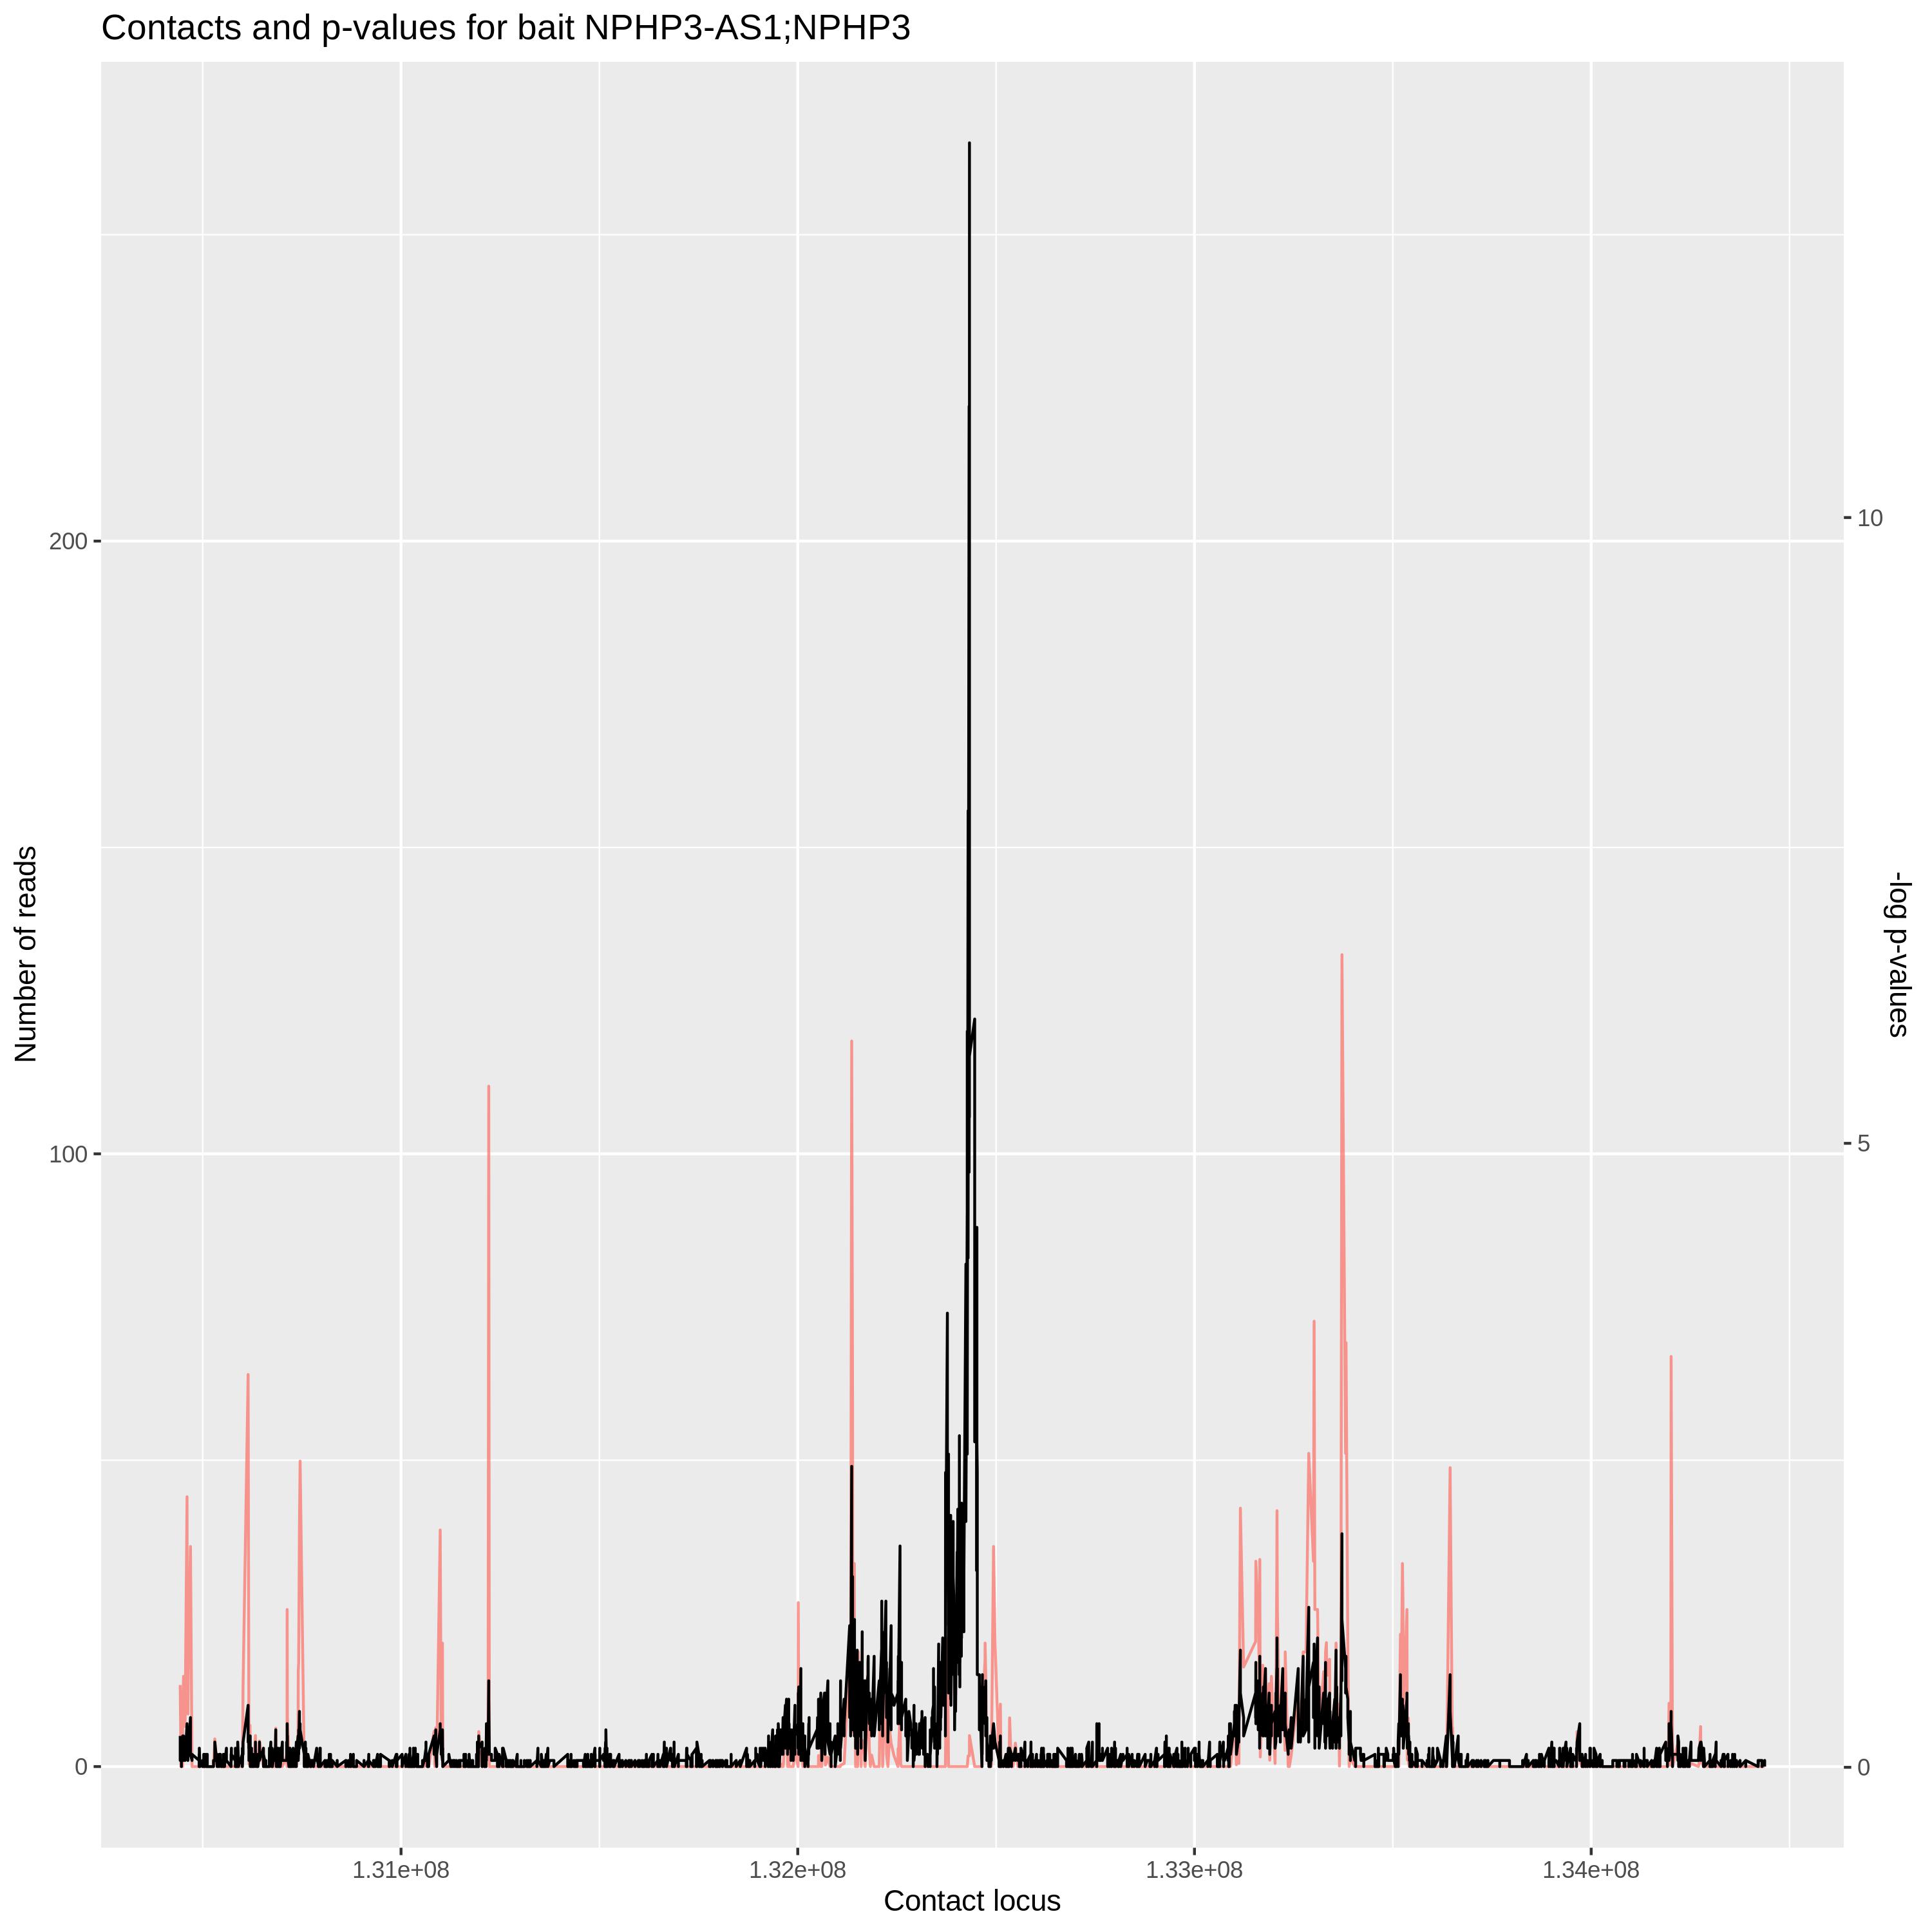 Contacts and p-values for bait NPHP3-AS1;NPHP3
Number of reads
200
100
0
10
5
0
-log p-values
1.31e+08
1.32e+08
1.33e+08
1.34e+08
Contact locus